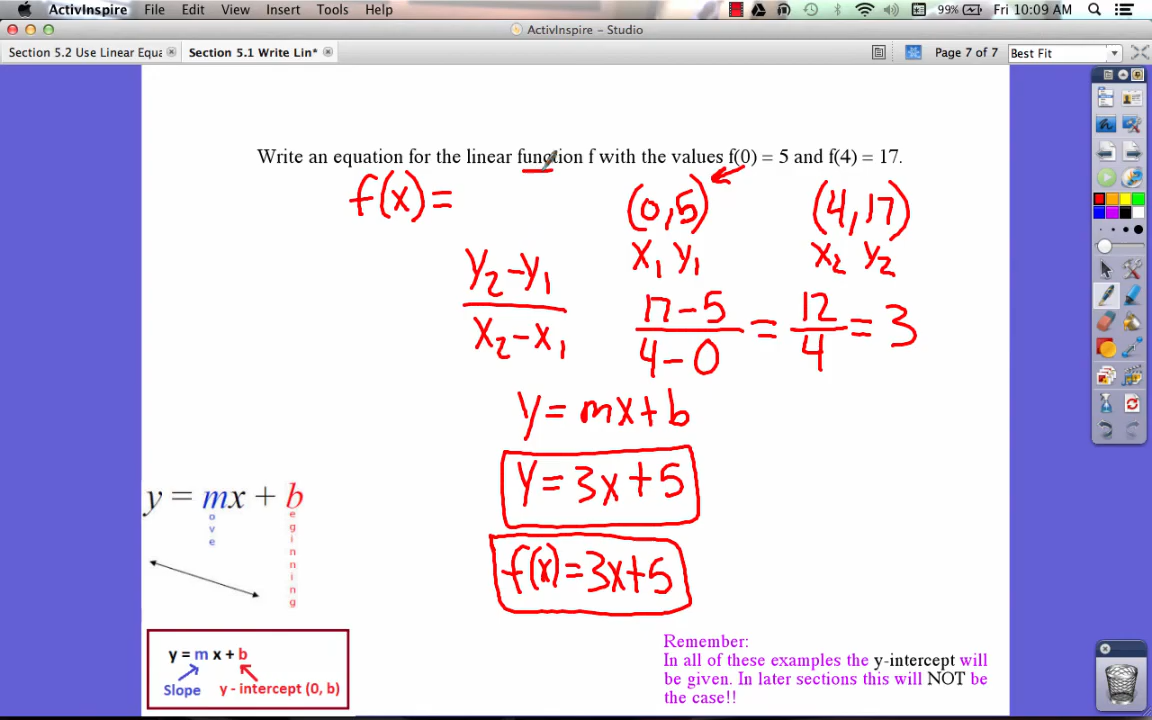 ActivInspire File Edit View Insert Tools Help 99% Fri 10:09 AM
ActivInspire - Studio
Section 5.2 Use Linear Equa Section 5.1 Write Lin* Page 7 of 7 Best Fit
Write an equation for the linear function f with the values f(0) = 5 and f(4) = 17.
f(x) = (0,5) (4,17)
x₁ y₁ x₂ y₂
y₂-y₁
x₂-x₁
17-5 = 12 = 3
4-0 4
y = mx+b
y = 3x+5
f(x)=3x+5
y = mx + b
ove
eginning
y = m x + b
Slope y - intercept (0, b)
Remember:
In all of these examples the y-intercept will
be given. In later sections this will NOT be
the case!!